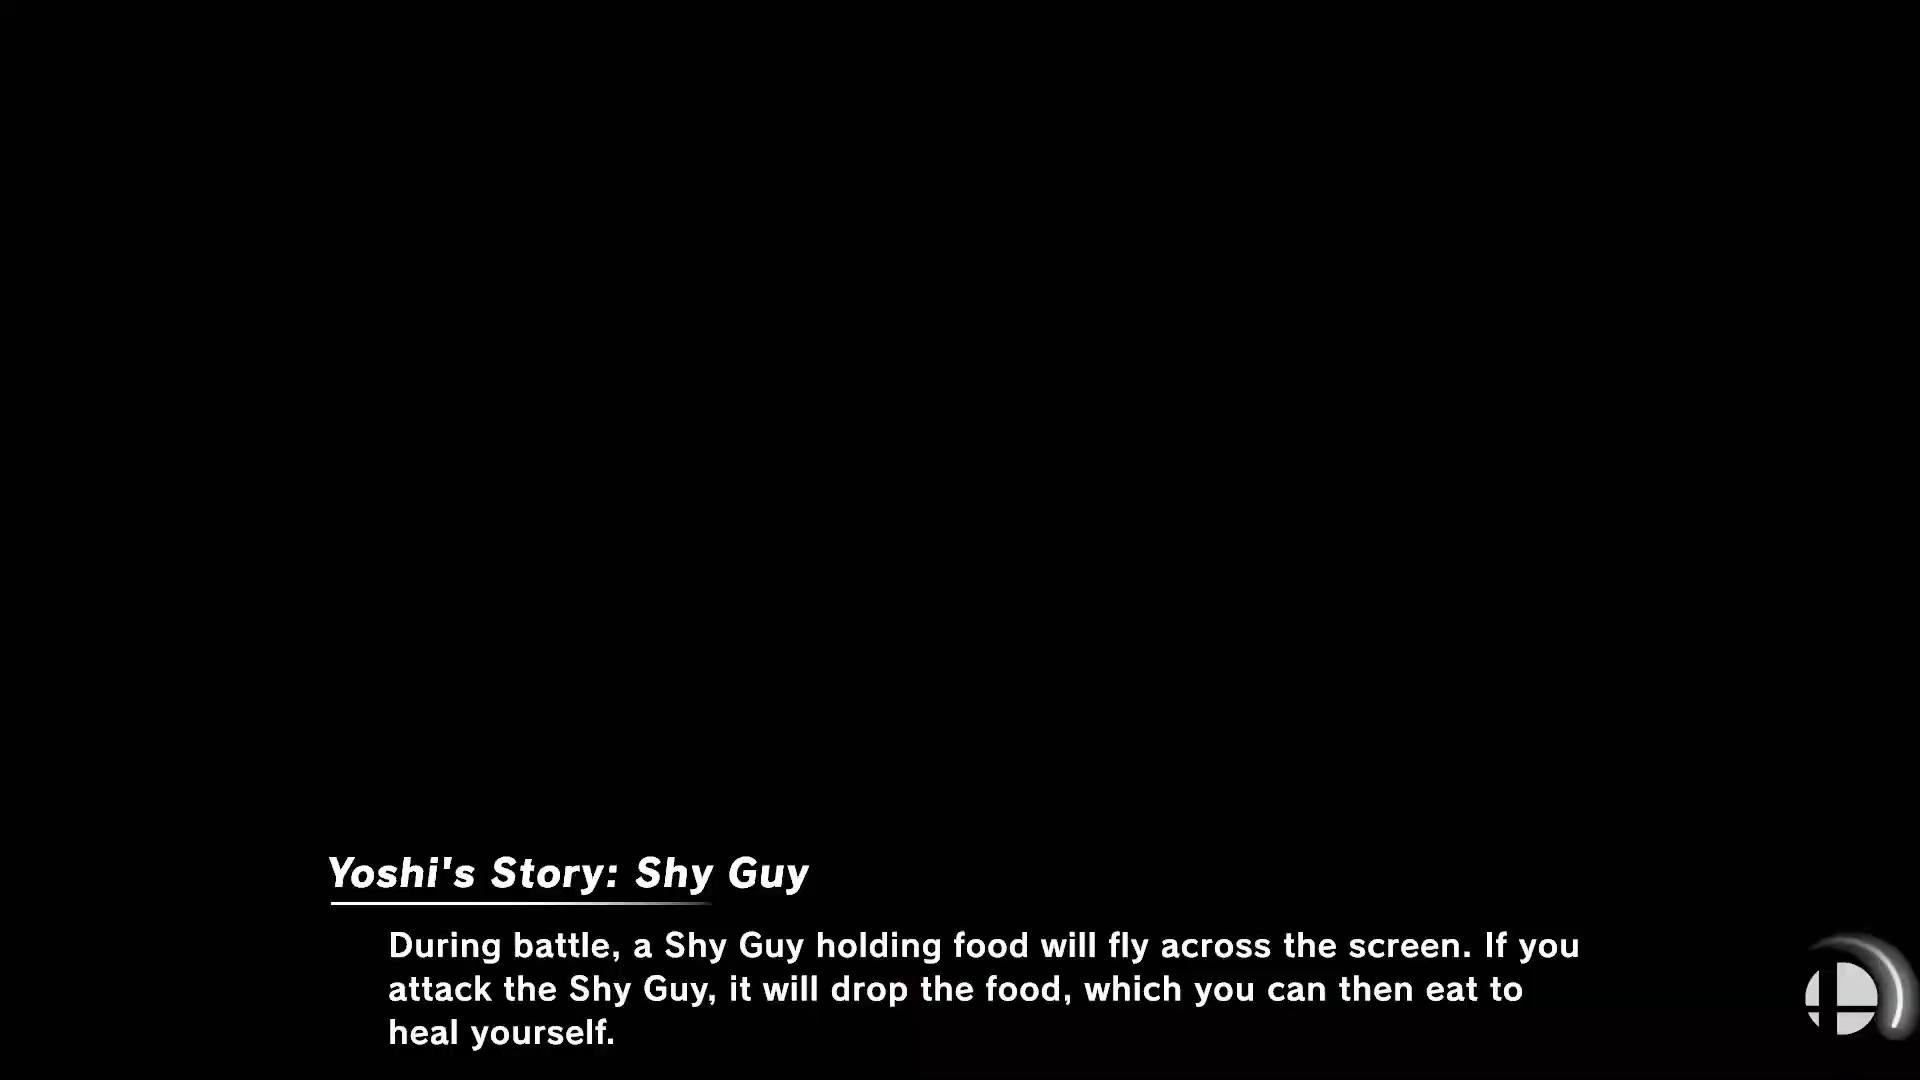 Yoshi's Story: Shy Guy
During battle, a Shy Guy holding food will fly across the screen. If you
attack the Shy Guy, it will drop the food, which you can then eat to
heal yourself.